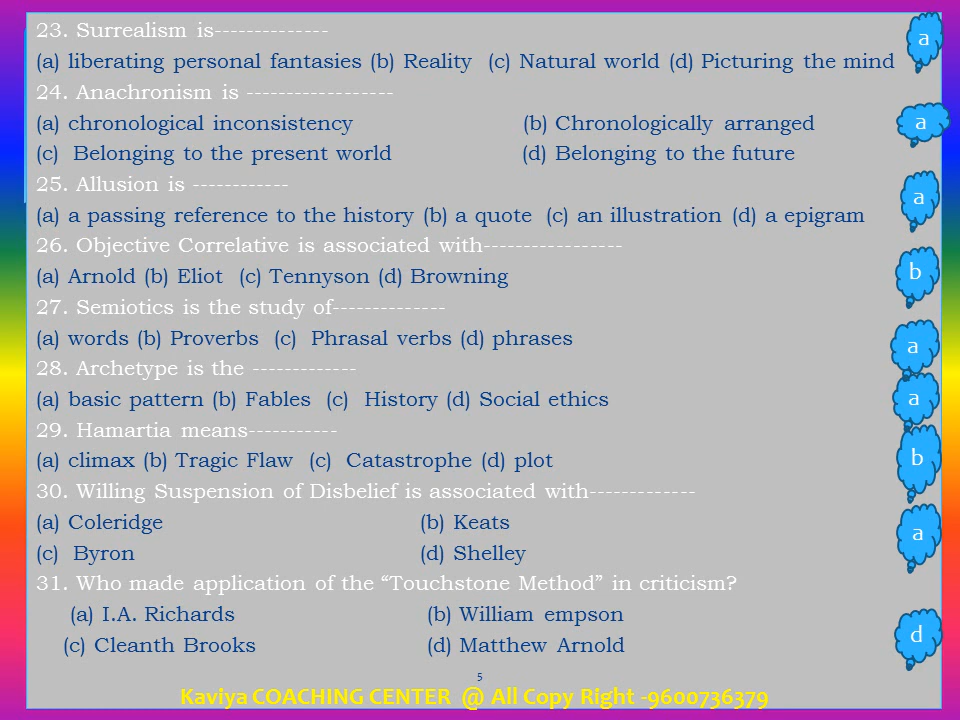 23. Surrealism is-------------- a
(a) liberating personal fantasies (b) Reality (c) Natural world (d) Picturing the mind
24. Anachronism is ------------------
(a) chronological inconsistency (b) Chronologically arranged a
(c) Belonging to the present world (d) Belonging to the future
25. Allusion is ------------ a
(a) a passing reference to the history (b) a quote (c) an illustration (d) a epigram
26. Objective Correlative is associated with-----------------
(a) Arnold (b) Eliot (c) Tennyson (d) Browning b
27. Semiotics is the study of--------------
(a) words (b) Proverbs (c) Phrasal verbs (d) phrases a
28. Archetype is the -------------
(a) basic pattern (b) Fables (c) History (d) Social ethics a
29. Hamartia means-----------
(a) climax (b) Tragic Flaw (c) Catastrophe (d) plot b
30. Willing Suspension of Disbelief is associated with-------------
(a) Coleridge (b) Keats a
(c) Byron (d) Shelley
31. Who made application of the “Touchstone Method” in criticism?
(a) I.A. Richards (b) William empson
(c) Cleanth Brooks (d) Matthew Arnold d
5
Kaviya COACHING CENTER @ All Copy Right -9600736379